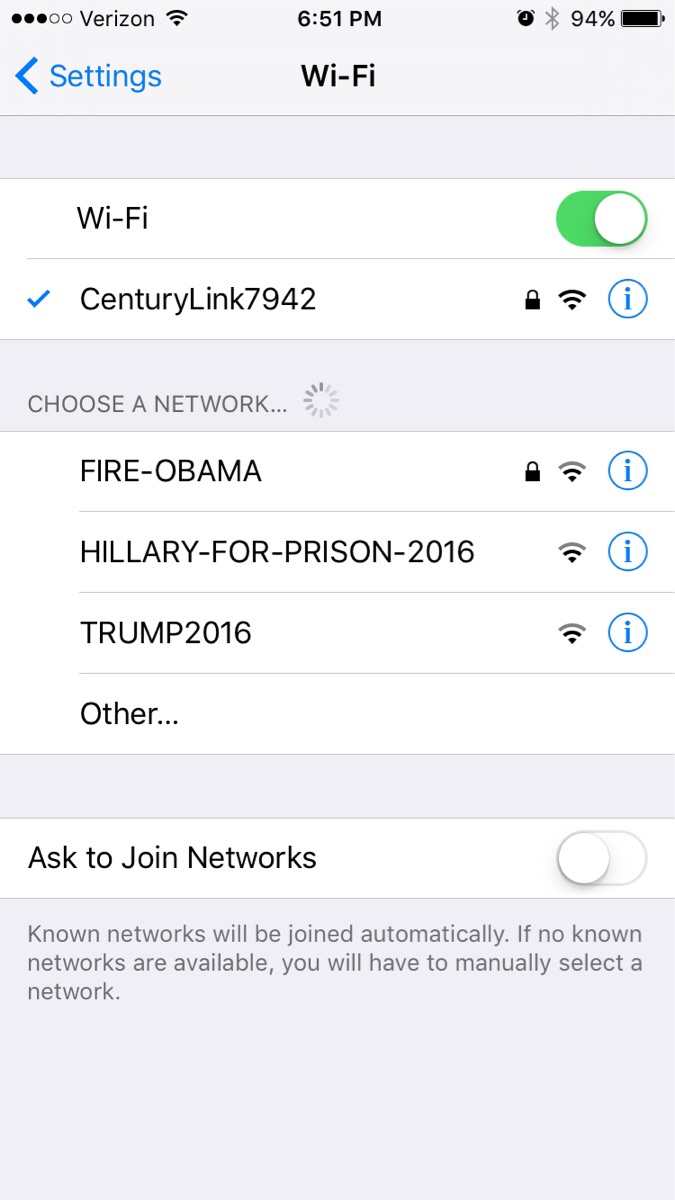 Verizon 6:51 PM 94%
Settings Wi-Fi
Wi-Fi
CenturyLink7942
CHOOSE A NETWORK...
FIRE-OBAMA
HILLARY-FOR-PRISON-2016
TRUMP2016
Other...
Ask to Join Networks
Known networks will be joined automatically. If no known
networks are available, you will have to manually select a
network.